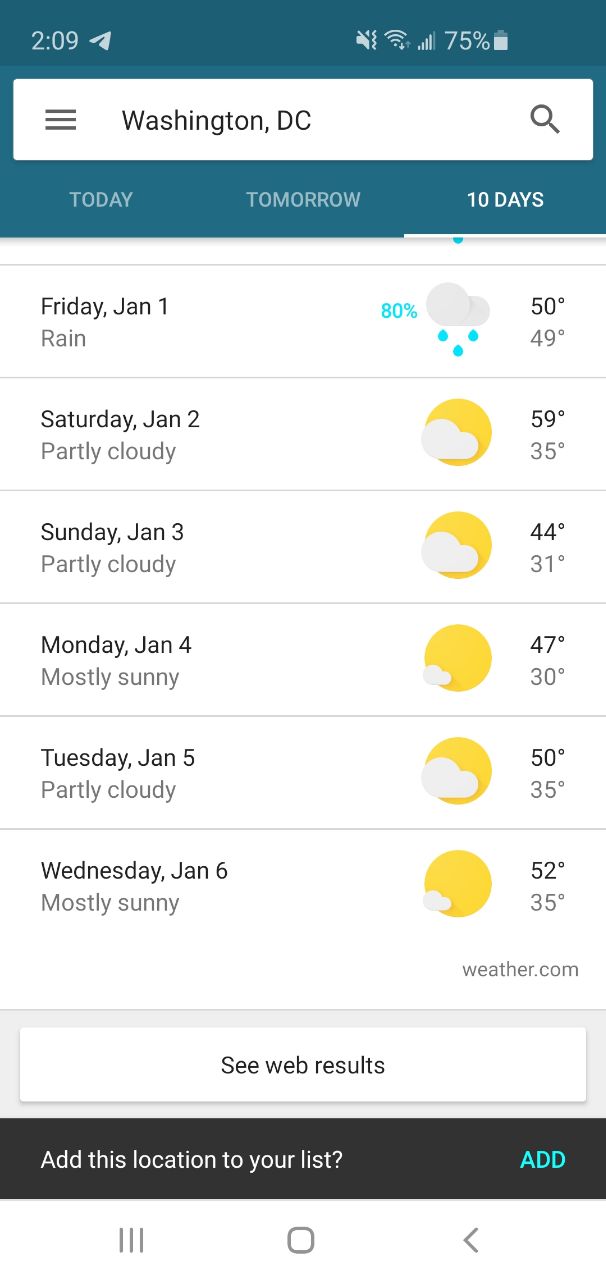 2:09
75%
Washington, DC
TODAY TOMORROW 10 DAYS
Friday, Jan 1 80% 50°
Rain 49°
Saturday, Jan 2 59°
Partly cloudy 35°
Sunday, Jan 3 44°
Partly cloudy 31°
Monday, Jan 4 47°
Mostly sunny 30°
Tuesday, Jan 5 50°
Partly cloudy 35°
Wednesday, Jan 6 52°
Mostly sunny 35°
weather.com
See web results
Add this location to your list? ADD